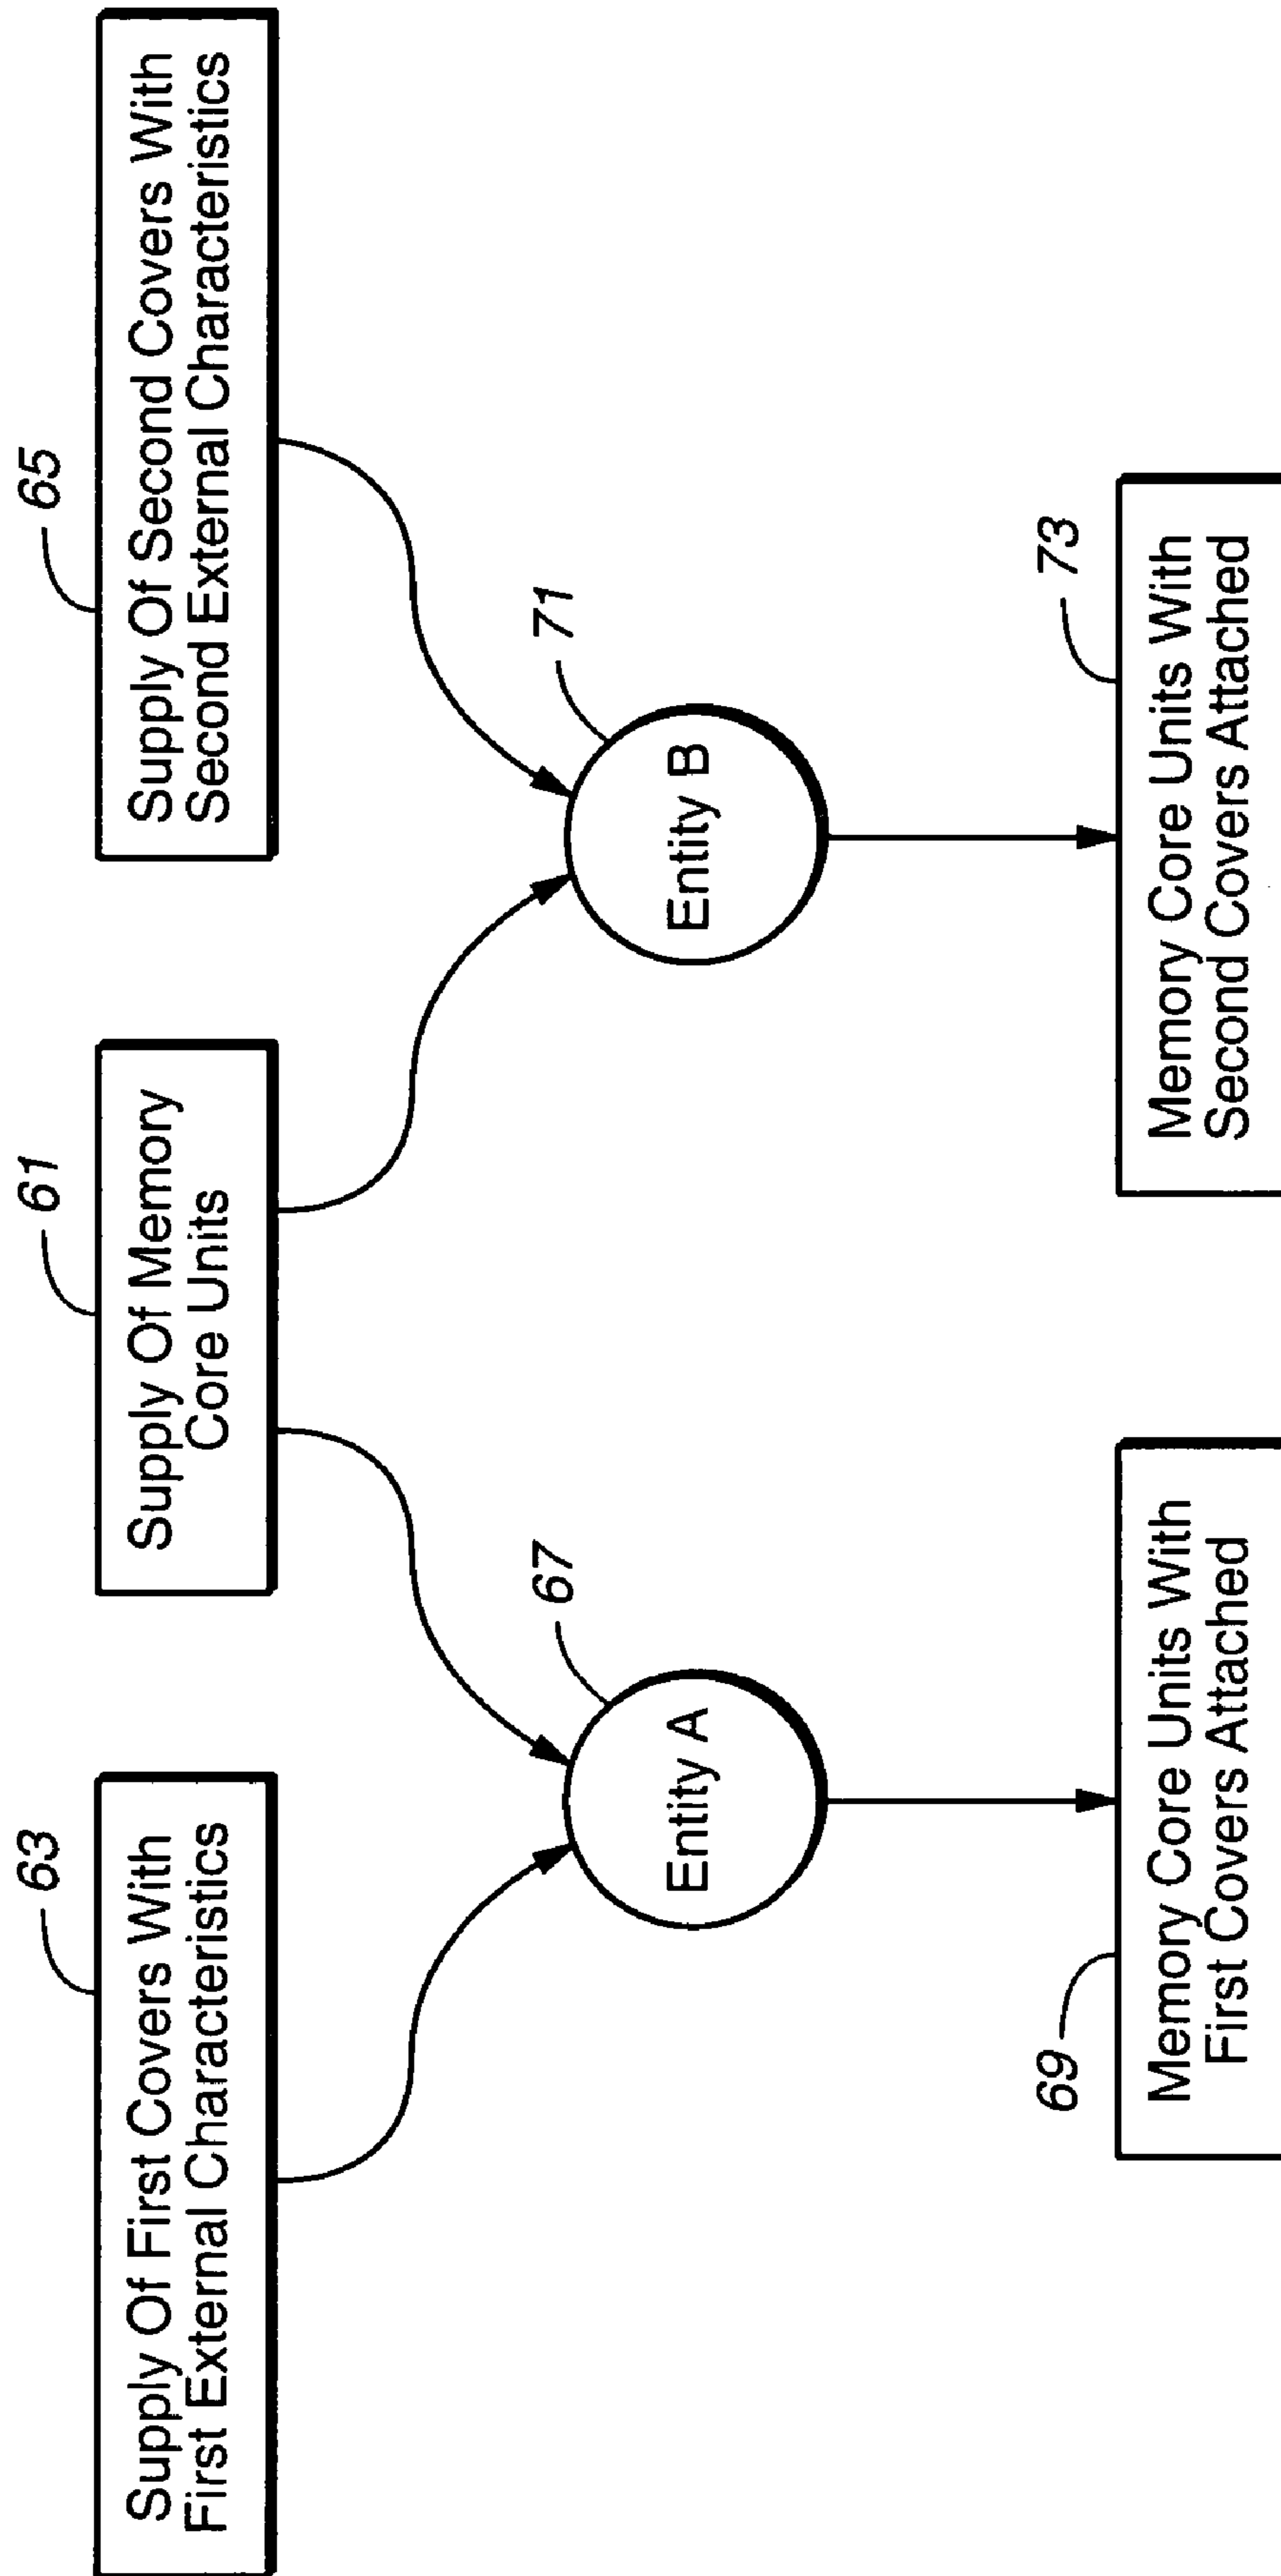 63
Supply Of First Covers With
First External Characteristics
61
Supply Of Memory
Core Units
65
Supply Of Second Covers With
Second External Characteristics
67
Entity A
71
Entity B
69
Memory Core Units With
First Covers Attached
73
Memory Core Units With
Second Covers Attached